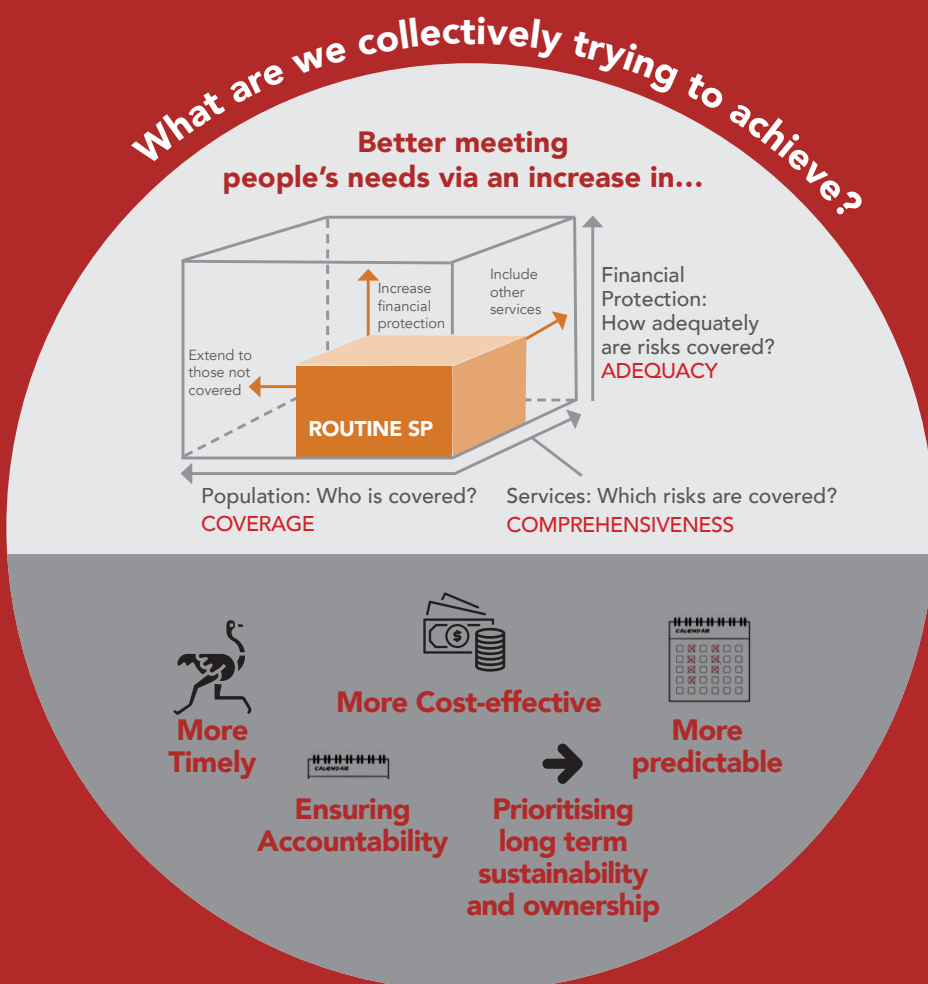 What are we collectively trying to achieve?
Better meeting
people's needs via an increase in...
Increase
financial
protection
Include
other
services
Extend to
those not
covered
ROUTINE SP
Financial
Protection:
How adequately
are risks covered?
ADEQUACY
Population: Who is covered?
COVERAGE
Services: Which risks are covered?
COMPREHENSIVENESS
$
CALENDAR
More Cost-effective
More
Timely
More
predictable
CALENDAR
Ensuring
Accountability
Prioritising
long term
sustainability
and ownership